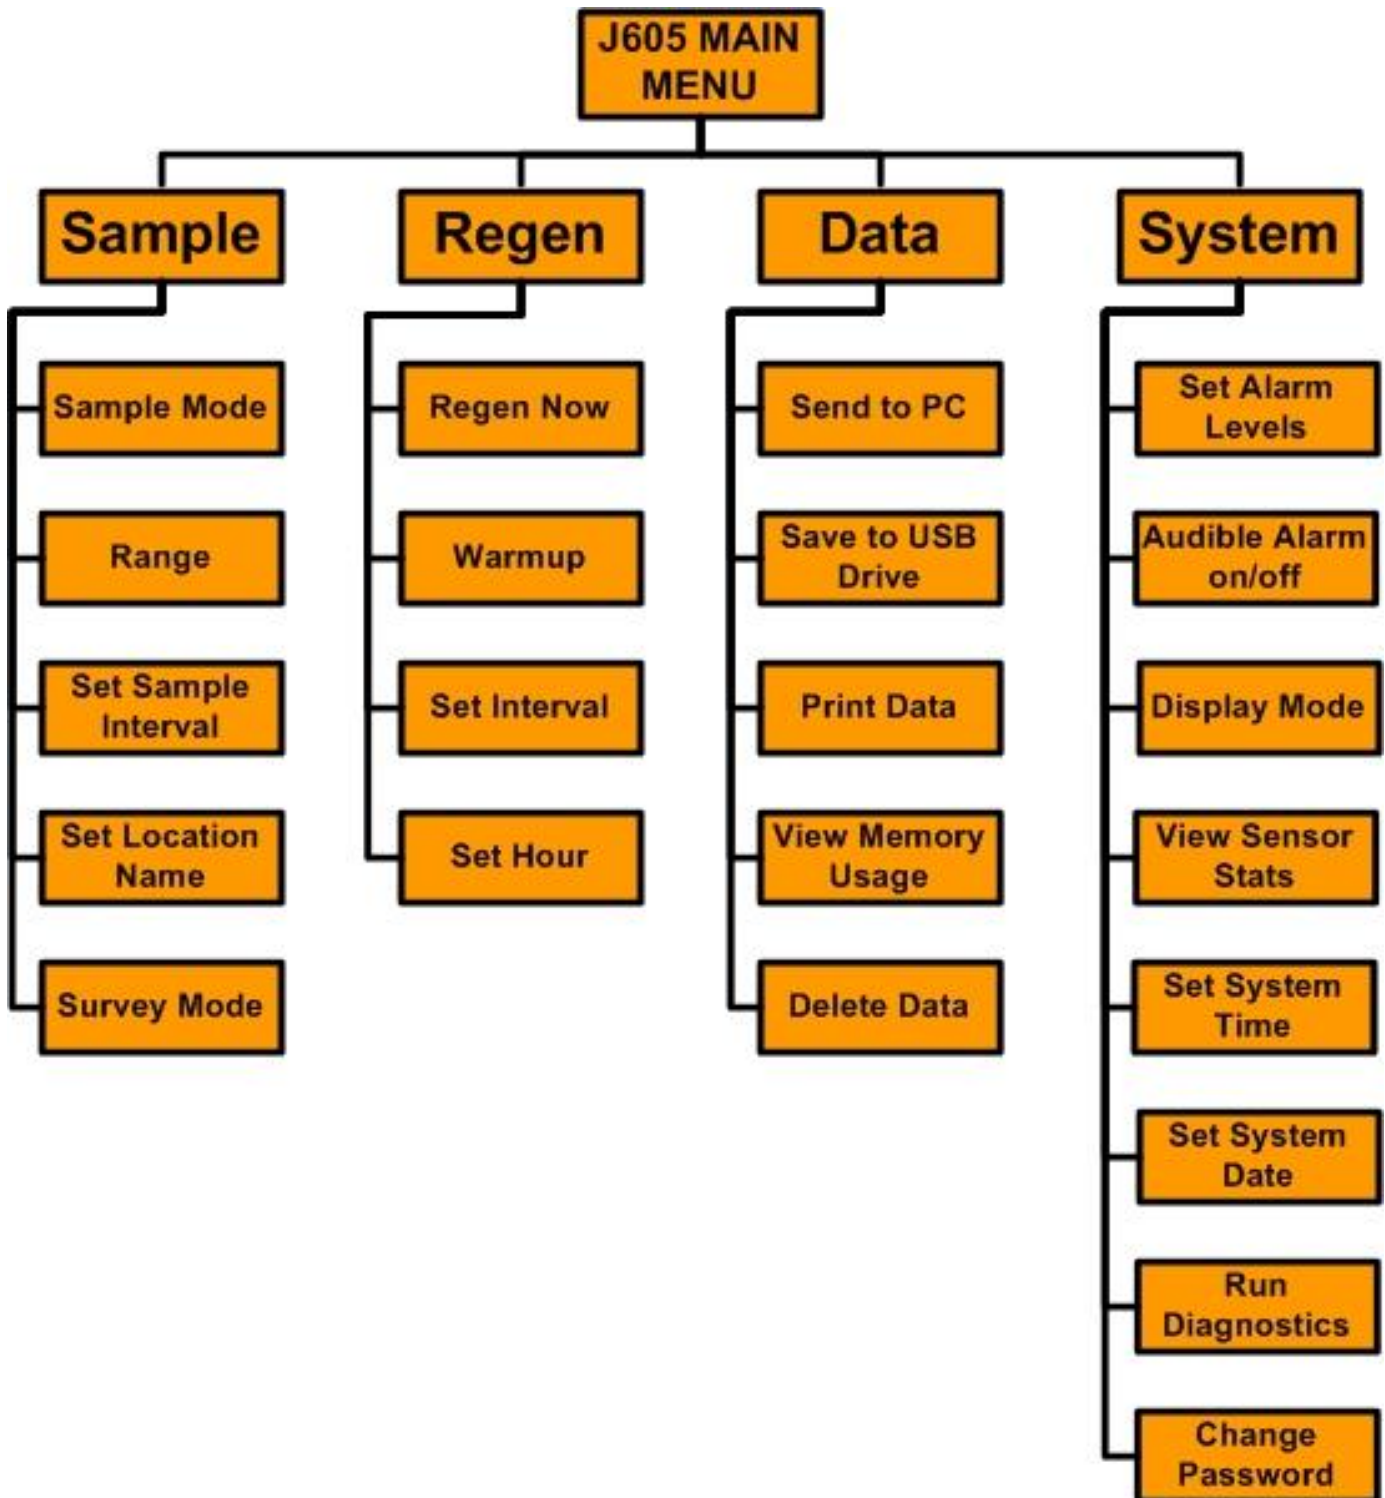 J605 MAIN
MENU
Sample
Regen
Data
System
Sample Mode
Range
Set Sample
Interval
Set Location
Name
Survey Mode
Regen Now
Warmup
Set Interval
Set Hour
Send to PC
Save to USB
Drive
Print Data
View Memory
Usage
Delete Data
Set Alarm
Levels
Audible Alarm
on/off
Display Mode
View Sensor
Stats
Set System
Time
Set System
Date
Run
Diagnostics
Change
Password